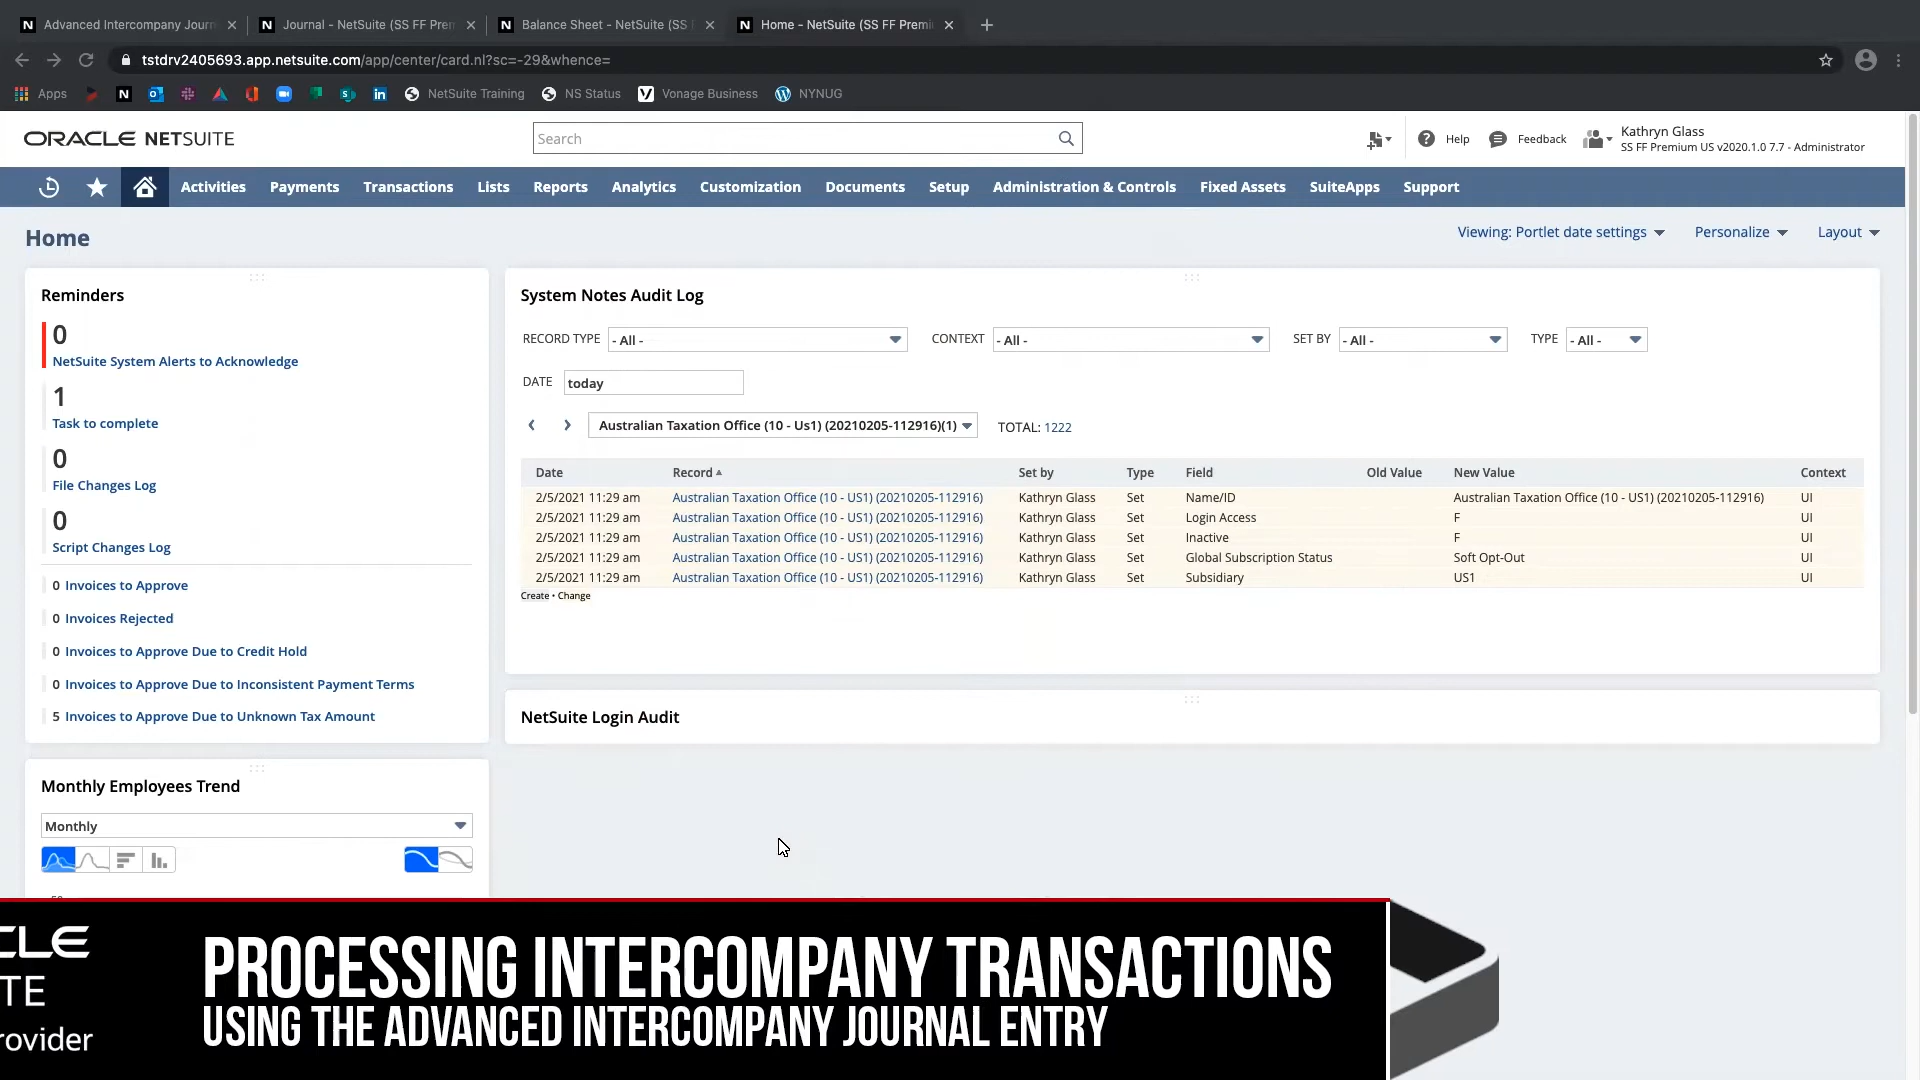 Advanced Intercompany Journ
Journal - NetSuite (SS FF Prem
Balance Sheet - NetSuite (SS F
Home - NetSuite (SS FF Premi
tstdrv2405693.app.netsuite.com/app/center/card.nl?sc=-29&whence=
Apps
NetSuite Training
NS Status
Vonage Business
NYNUG
ORACLE NETSUITE
Search
Help
Feedback
Kathryn Glass
SS FF Premium US v2020.1.0 7.7 - Administrator
Activities Payments Transactions Lists Reports Analytics Customization Documents Setup Administration & Controls Fixed Assets SuiteApps Support
Home
Viewing: Portlet date settings Personalize Layout
Reminders
0
NetSuite System Alerts to Acknowledge
1
Task to complete
0
File Changes Log
0
Script Changes Log
0 Invoices to Approve
0 Invoices Rejected
0 Invoices to Approve Due to Credit Hold
0 Invoices to Approve Due to Inconsistent Payment Terms
5 Invoices to Approve Due to Unknown Tax Amount
System Notes Audit Log
RECORD TYPE - All - CONTEXT - All - SET BY - All - TYPE - All -
DATE today
Australian Taxation Office (10 - Us1) (20210205-112916)(1) TOTAL: 1222
Date Record Set by Type Field Old Value New Value Context
2/5/2021 11:29 am Australian Taxation Office (10 - US1) (20210205-112916) Kathryn Glass Set Name/ID Australian Taxation Office (10 - US1) (20210205-112916) UI
2/5/2021 11:29 am Australian Taxation Office (10 - US1) (20210205-112916) Kathryn Glass Set Login Access F UI
2/5/2021 11:29 am Australian Taxation Office (10 - US1) (20210205-112916) Kathryn Glass Set Inactive F UI
2/5/2021 11:29 am Australian Taxation Office (10 - US1) (20210205-112916) Kathryn Glass Set Global Subscription Status Soft Opt-Out UI
2/5/2021 11:29 am Australian Taxation Office (10 - US1) (20210205-112916) Kathryn Glass Set Subsidiary US1 UI
Create • Change
NetSuite Login Audit
Monthly Employees Trend
Monthly
CLE
TE
rovider
PROCESSING INTERCOMPANY TRANSACTIONS
USING THE ADVANCED INTERCOMPANY JOURNAL ENTRY